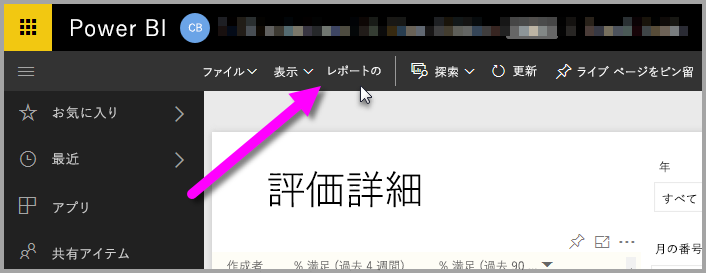 Power BI CB
ファイル 表示 レポートの 探索 更新 ライブ ページをピン留
お気に入り
最近
アプリ
共有アイテム
評価詳細
年
すべて
月の番号
作成者 % 満足 (過去 4 週間) % 満足 (過去 90...